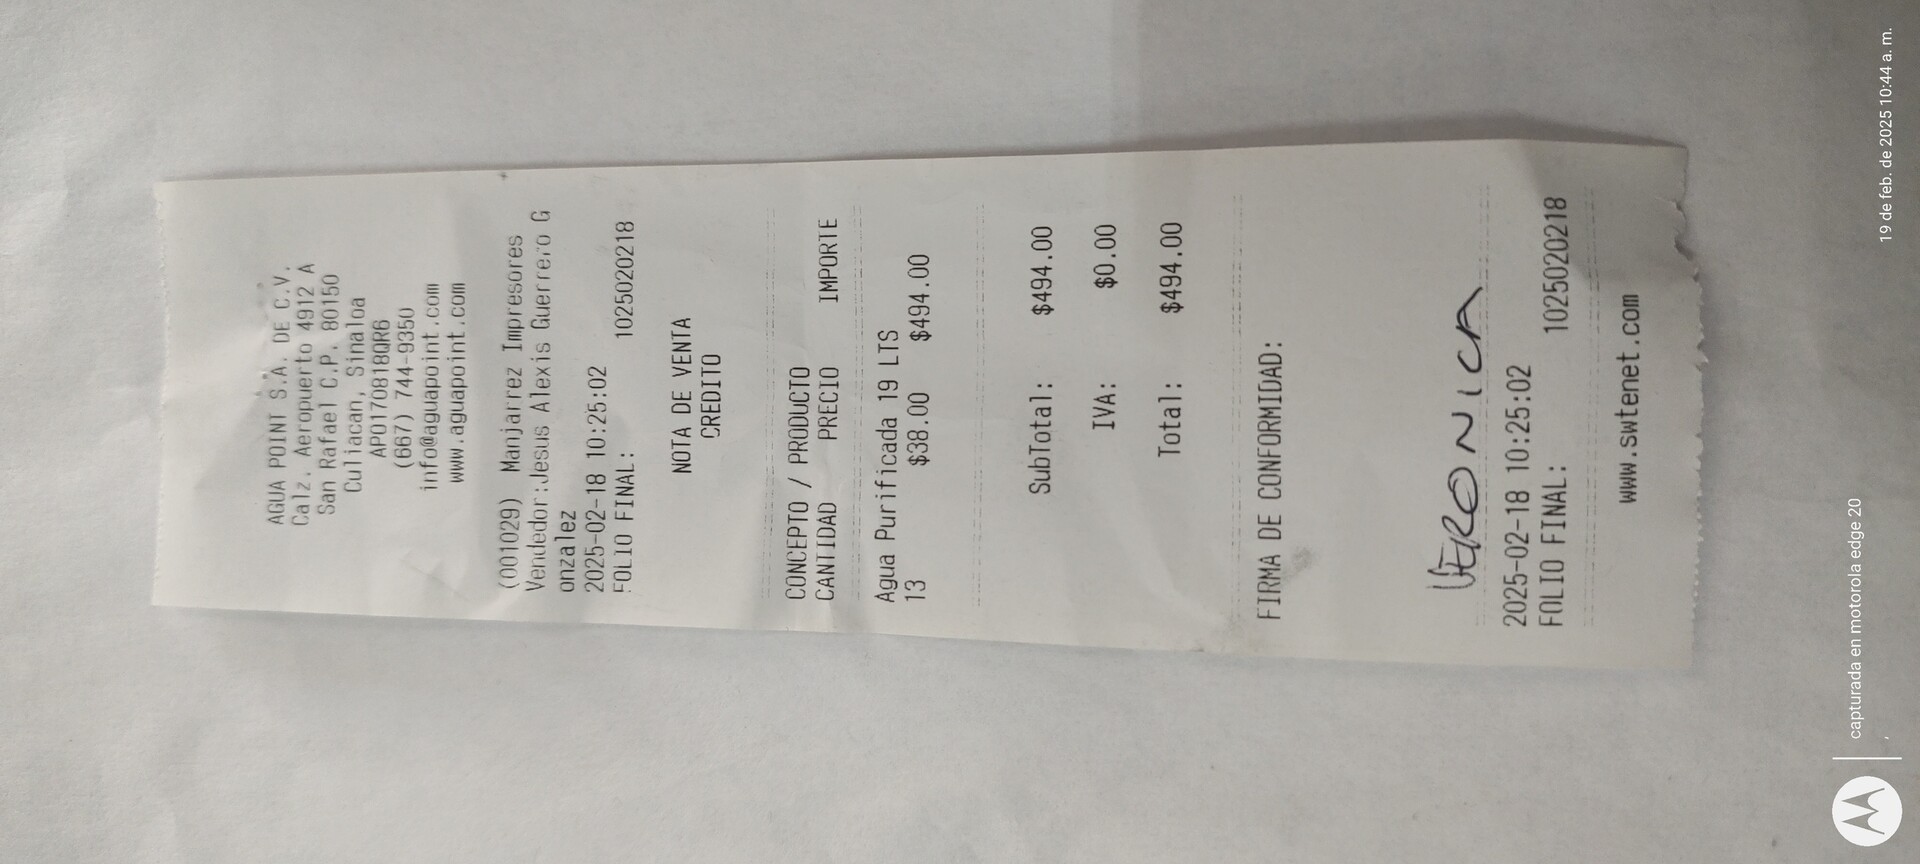 AGUA POINT S.A. DE C.V.
Calz. Aeropuerto 4912 A
San Rafael C.P. 80150
Culiacan, Sinaloa
APO170818QR6
(667) 744-9350
info@aguapoint.com
www.aguapoint.com
(001029) Manjarrez Impresores
Vendedor:Jesus Alexis Guerrero G
onzalez
2025-02-18 10:25:02
FOLIO FINAL: 1025020218
NOTA DE VENTA
CREDITO
CONCEPTO / PRODUCTO
CANTIDAD PRECIO IMPORTE
Agua Purificada 19 LTS
13 $38.00 $494.00
SubTotal: $494.00
IVA: $0.00
Total: $494.00
FIRMA DE CONFORMIDAD:
VERONICA
2025-02-18 10:25:02
FOLIO FINAL: 1025020218
www.swtenet.com
capturada en motorola edge 20
19 de feb. de 2025 10:44 a. m.